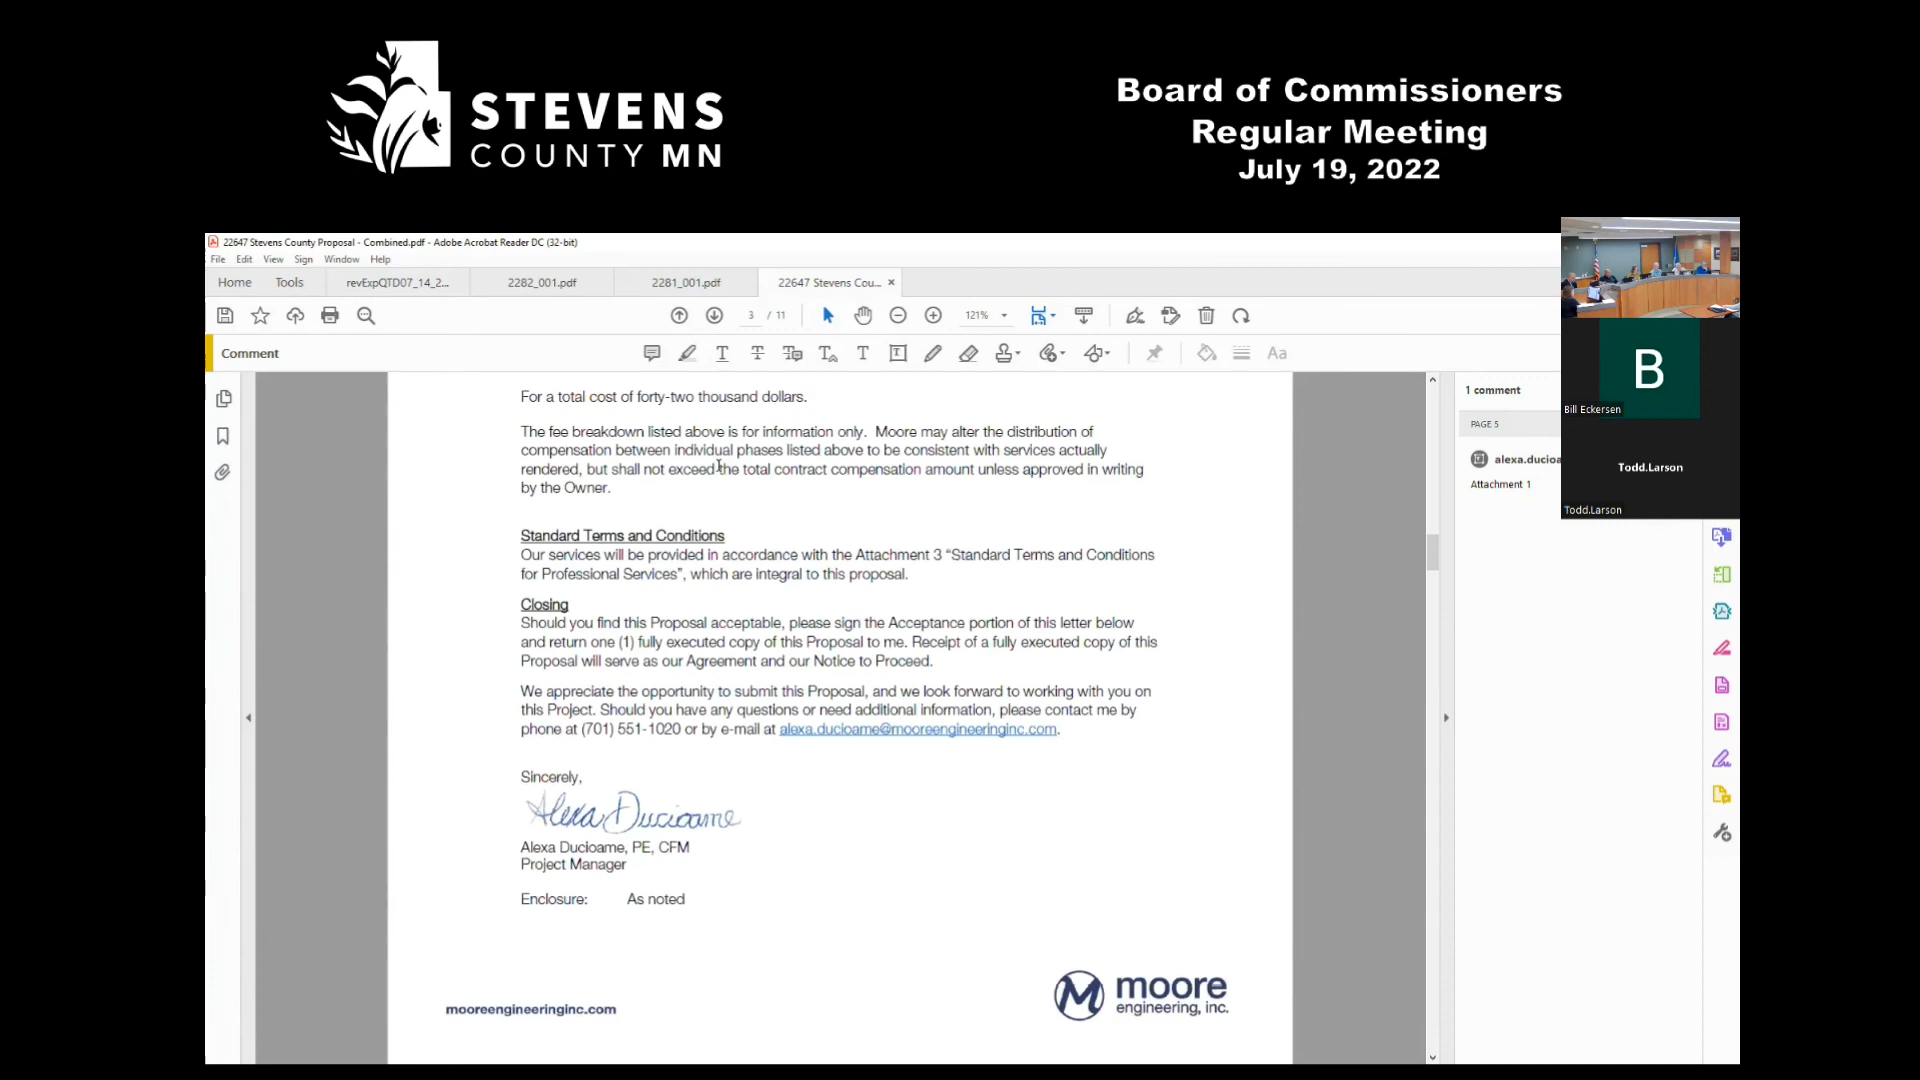 STEVENS
COUNTY MN
Board of Commissioners
Regular Meeting
July 19, 2022
22647 Stevens County Proposal - Combined.pdf - Adobe Acrobat Reader DC (32-bit)
File Edit View Sign Window Help
Home Tools revExpQTD07_14_2... 2282_001.pdf 2281_001.pdf 22647 Stevens Cou... ×
3 / 11 121%
Comment
For a total cost of forty-two thousand dollars.
The fee breakdown listed above is for information only. Moore may alter the distribution of
compensation between individual phases listed above to be consistent with services actually
rendered, but shall not exceed the total contract compensation amount unless approved in writing
by the Owner.
Standard Terms and Conditions
Our services will be provided in accordance with the Attachment 3 “Standard Terms and Conditions
for Professional Services”, which are integral to this proposal.
Closing
Should you find this Proposal acceptable, please sign the Acceptance portion of this letter below
and return one (1) fully executed copy of this Proposal to me. Receipt of a fully executed copy of this
Proposal will serve as our Agreement and our Notice to Proceed.
We appreciate the opportunity to submit this Proposal, and we look forward to working with you on
this Project. Should you have any questions or need additional information, please contact me by
phone at (701) 551-1020 or by e-mail at alexa.ducioame@mooreengineeringinc.com.
Sincerely,
Alexa Ducioame
Alexa Ducioame, PE, CFM
Project Manager
Enclosure: As noted
mooreengineeringinc.com
moore
engineering, inc.
1 comment
PAGE 5
alexa.ducioa
Attachment 1
B
Bill Eckersen
Todd.Larson
Todd.Larson